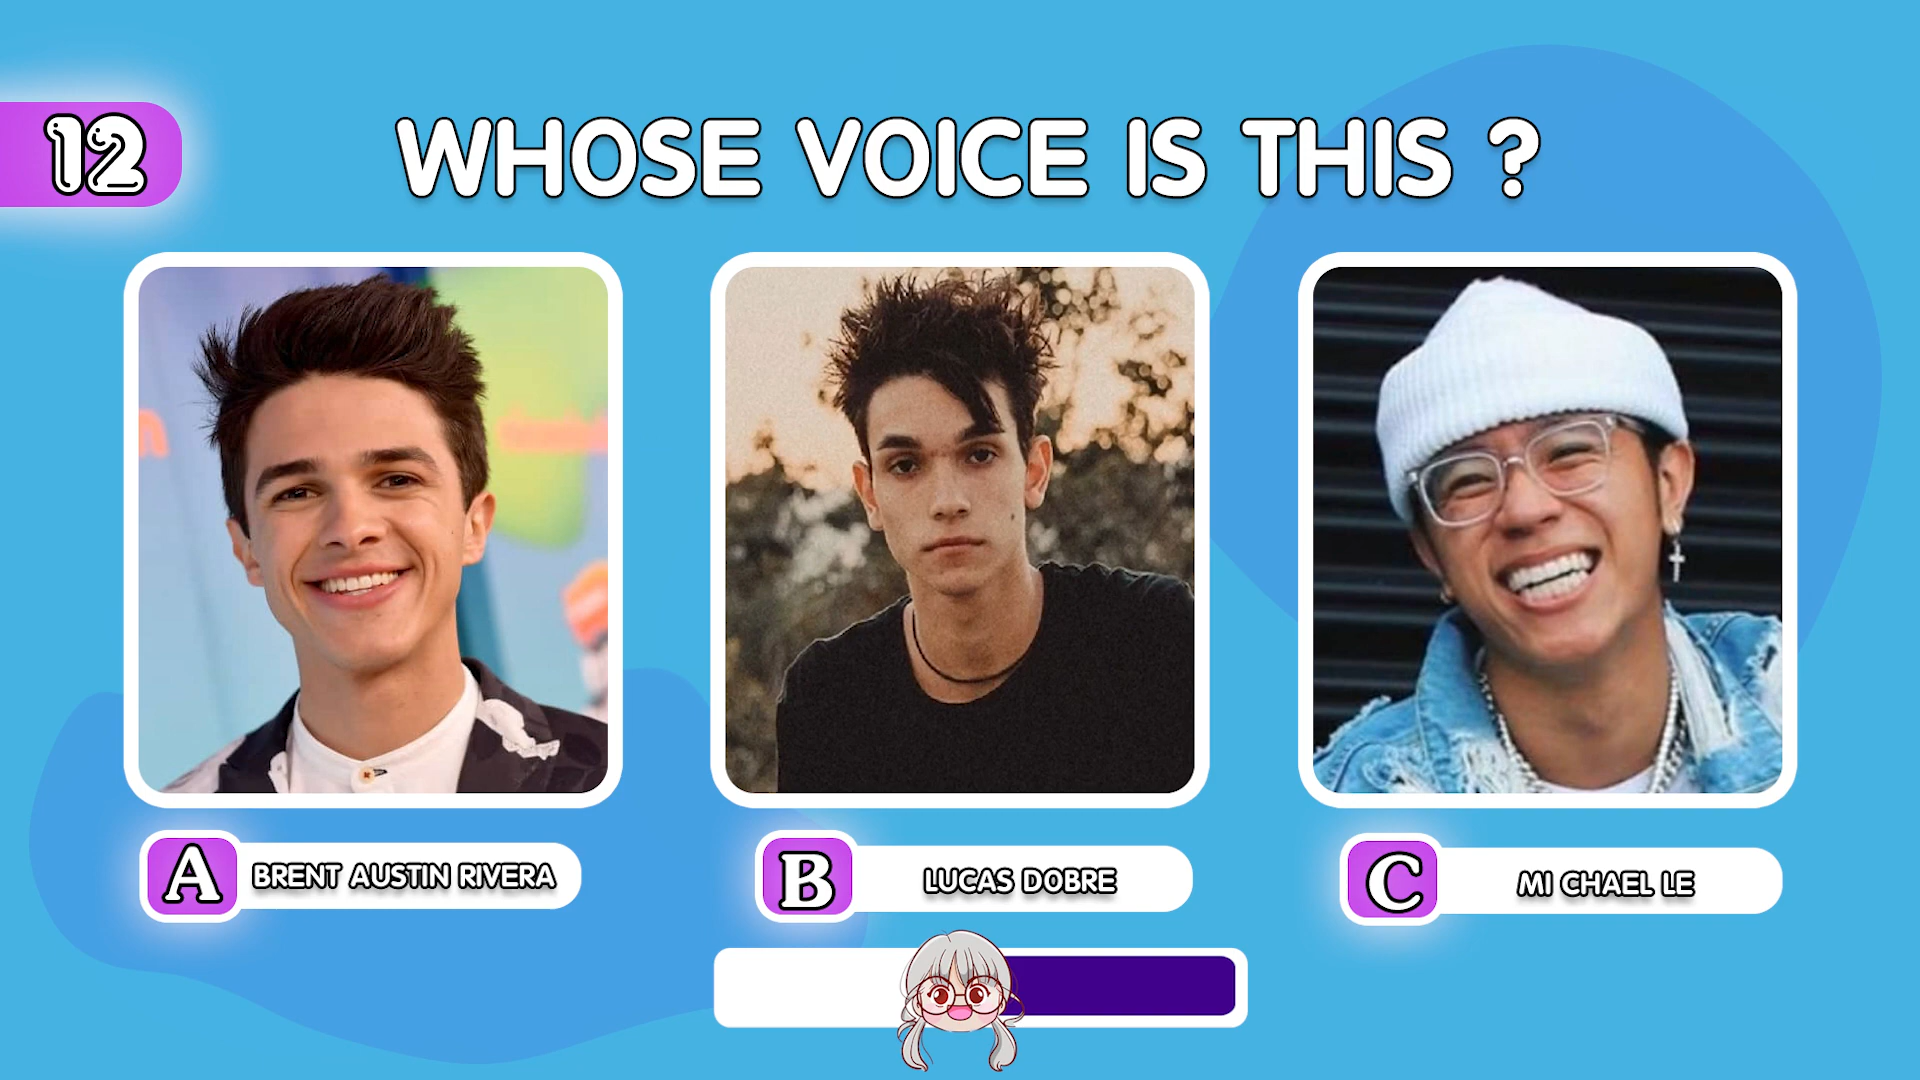 12
WHOSE VOICE IS THIS ?
A BRENT AUSTIN RIVERA
B LUCAS DOBRE
C MI CHAEL LE